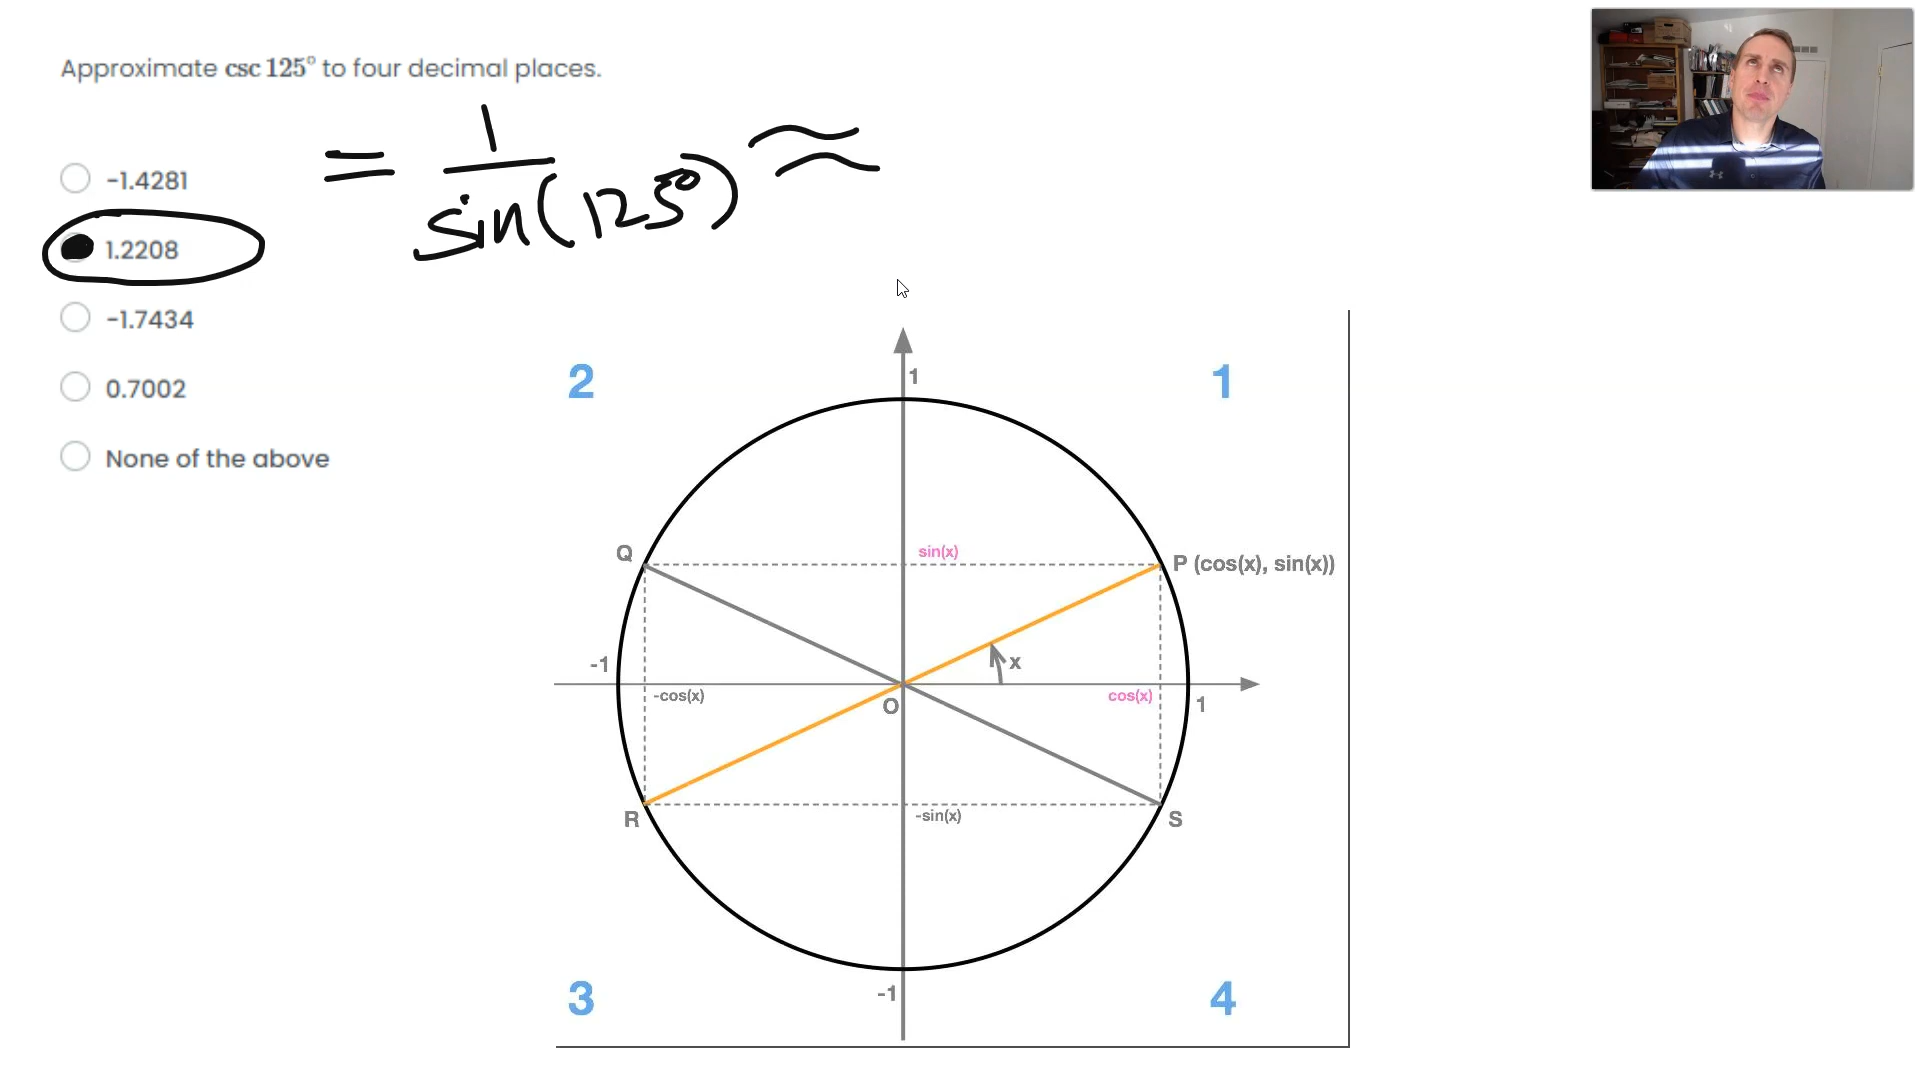 Approximate csc 125° to four decimal places.
= 1 / sin(125°) ≈
-1.4281
1.2208
-1.7434
0.7002
None of the above
2
1
1
Q
sin(x)
P (cos(x), sin(x))
-1
x
-cos(x)
cos(x)
O
1
R
-sin(x)
S
3
-1
4